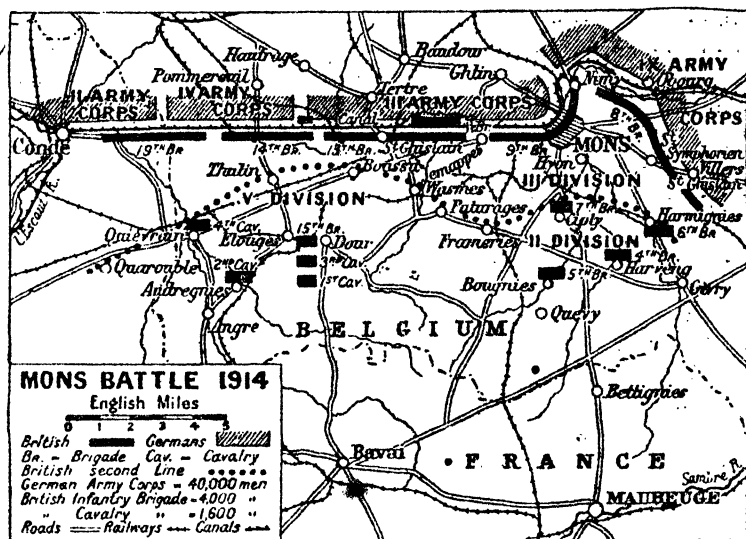 Hautrage
Baudour
Ghlin
IX ARMY
Pommereuil
Tertre
Nimy
Obourg
II ARMY
CORPS
IV ARMY
CORPS
III ARMY CORPS
CORPS
Canal
Condé
19TH BR.
14TH BR.
13TH BR.
St Ghislain
Jemappes
9TH BR.
MONS
8TH BR.
St Symphorien
Hyon
Villers
St Ghislain
Thulin
Boussu
Wasmes
III DIVISION
V DIVISION
Quiévrain
4TH CAV.
Elouges
15TH BR.
Dour
Paturages
Frameries
7TH BR.
Ciply
Harmignies
6TH BR.
II DIVISION
l'Escaut R.
Quarouble
2ND CAV.
3RD CAV.
1ST CAV.
Andregnies
Bougnies
5TH BR.
4TH BR.
Harveng
Givry
Angre
Quevy
BELGIUM
MONS BATTLE 1914
English Miles
0 1 2 3 4 5
British Germans
BR. = Brigade Cav. = Cavalry
British second Line
German Army Corps = 40,000 men
British Infantry Brigade = 4,000 "
" Cavalry " = 1,600 "
Roads Railways Canals
Bettignies
Bavai
FRANCE
Sambre R.
MAUBEUGE